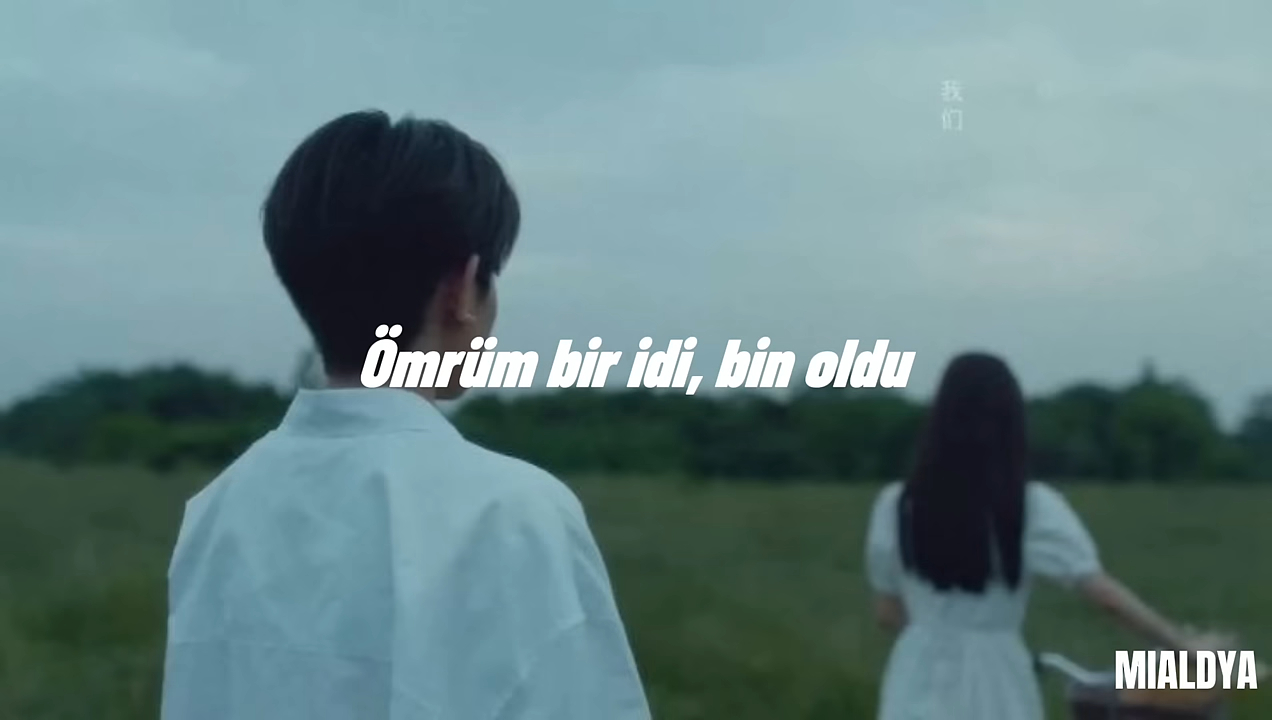 我们
Ömrüm bir idi, bin oldu
MIALDYA